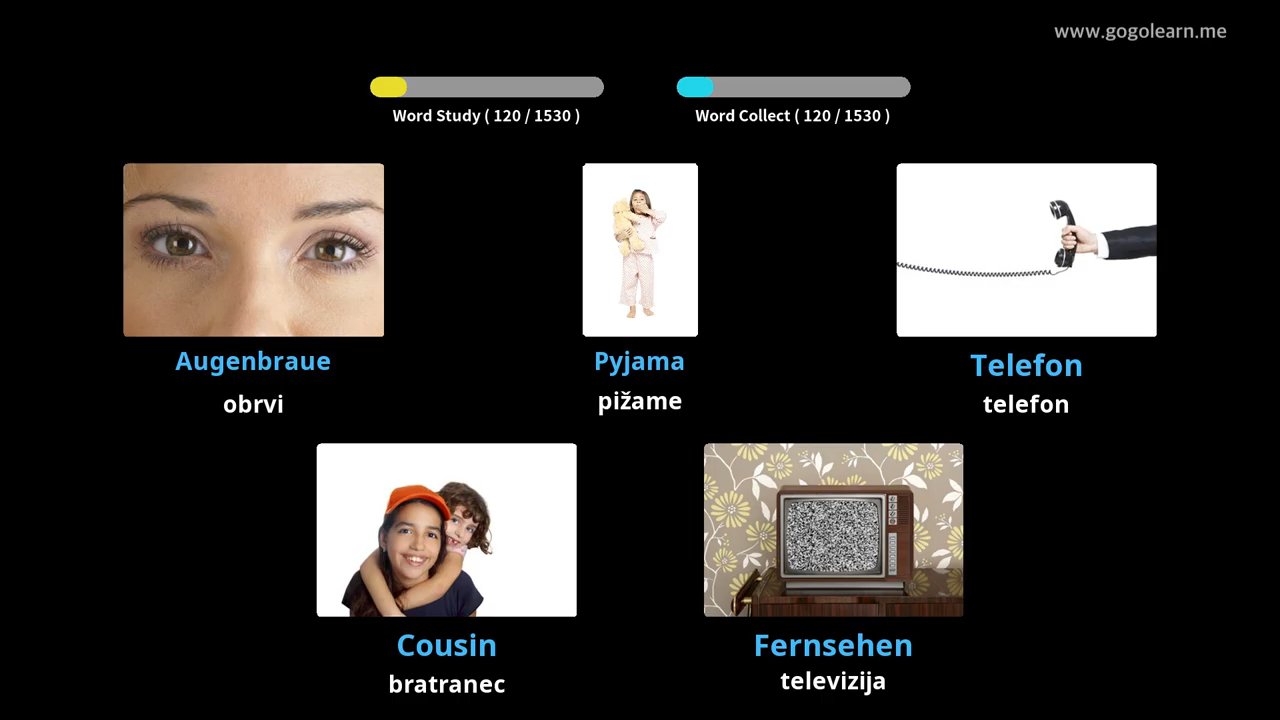 www.gogolearn.me
Word Study ( 120 / 1530 )
Word Collect ( 120 / 1530 )
Augenbraue
obrvi
Pyjama
pižame
Telefon
telefon
Cousin
bratranec
Fernsehen
televizija